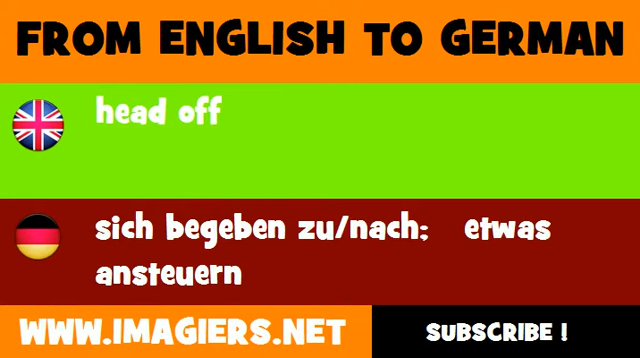 FROM ENGLISH TO GERMAN
head off
sich begeben zu/nach; etwas
ansteuern
WWW.IMAGIERS.NET
SUBSCRIBE !